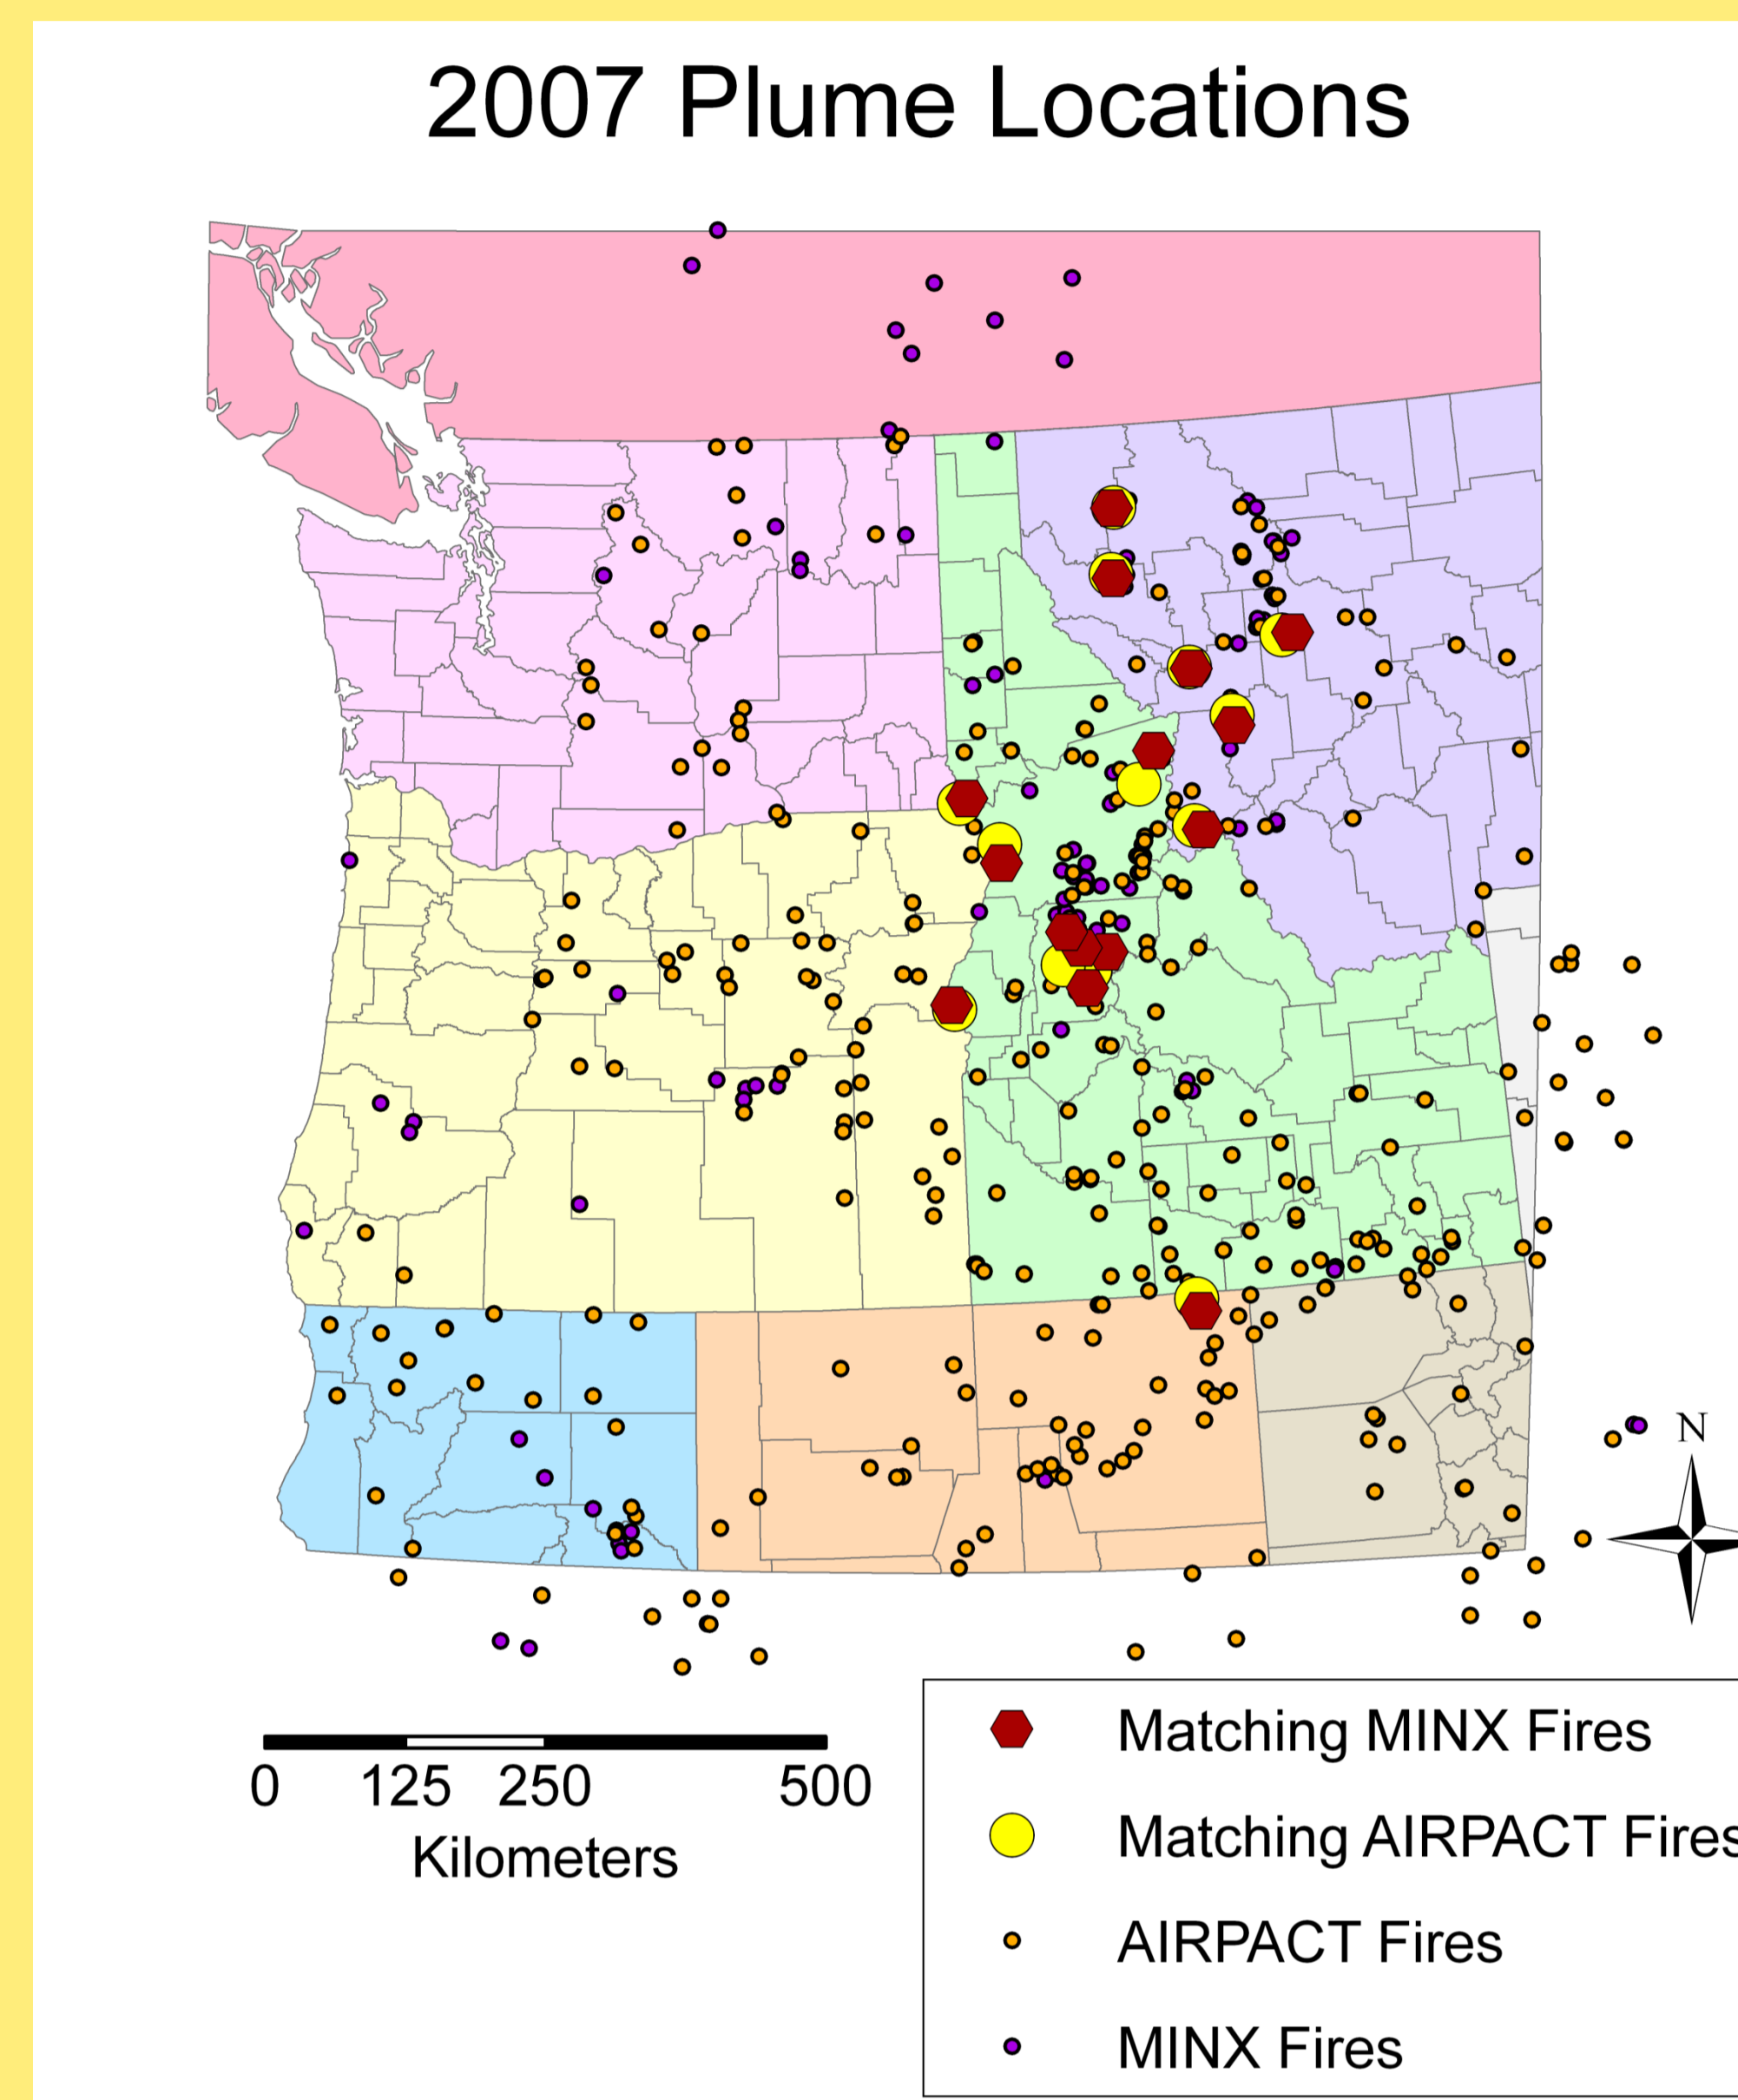 2007 Plume Locations
N
0 125 250 500
Kilometers
Matching MINX Fires
Matching AIRPACT Fires
AIRPACT Fires
MINX Fires